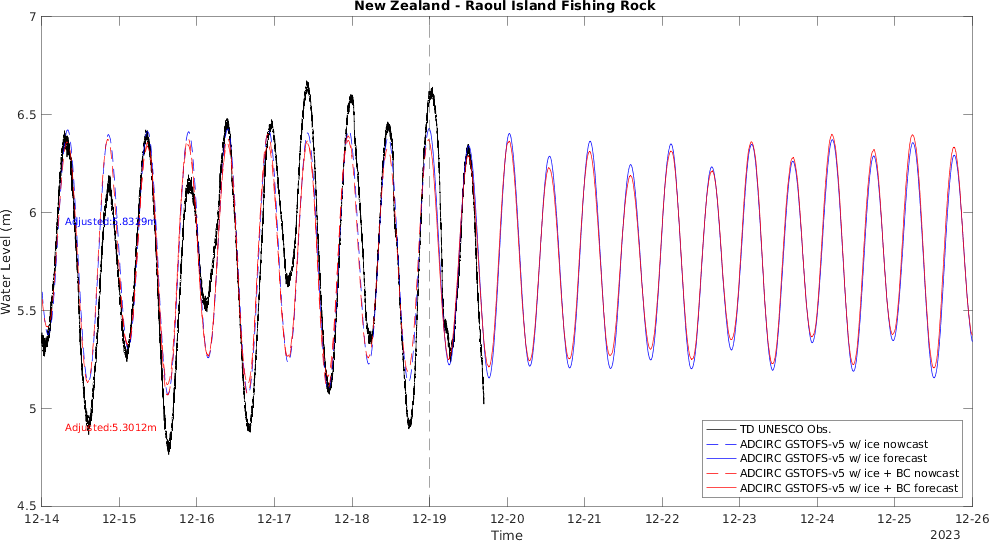 New Zealand - Raoul Island Fishing Rock
7
6.5
6
5.5
5
4.5
Water Level (m)
Adjusted:5.8329m
Adjusted:5.3012m
TD UNESCO Obs.
ADCIRC GSTOFS-v5 w/ ice nowcast
ADCIRC GSTOFS-v5 w/ ice forecast
ADCIRC GSTOFS-v5 w/ ice + BC nowcast
ADCIRC GSTOFS-v5 w/ ice + BC forecast
12-14 12-15 12-16 12-17 12-18 12-19 12-20 12-21 12-22 12-23 12-24 12-25 12-26
Time
2023